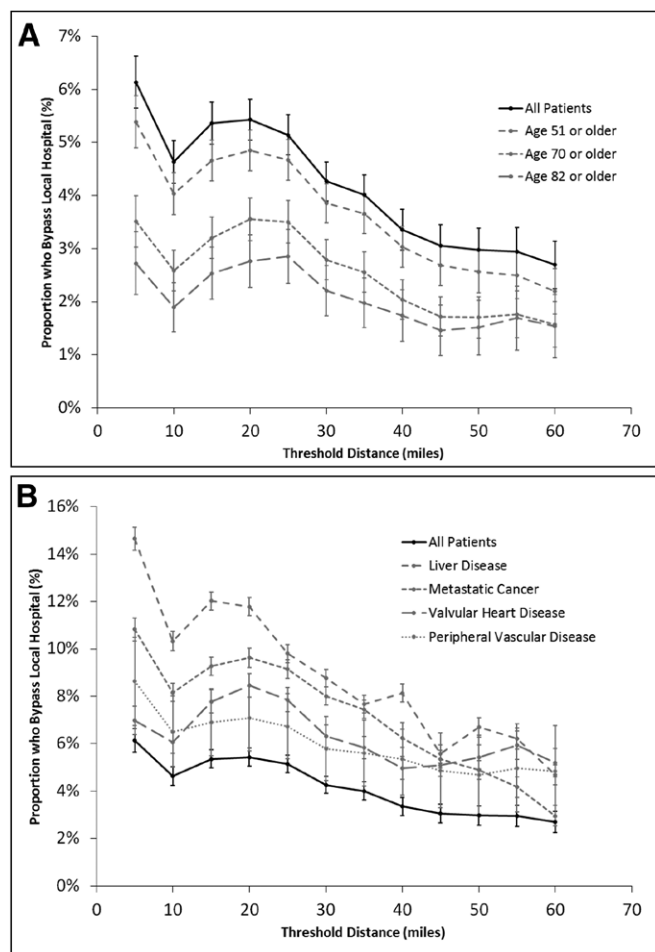 A
7%
6%
5%
4%
3%
2%
1%
0%
Proportion who Bypass Local Hospital (%)
All Patients
Age 51 or older
Age 70 or older
Age 82 or older
0 10 20 30 40 50 60 70
Threshold Distance (miles)
B
16%
14%
12%
10%
8%
6%
4%
2%
0%
Proportion who Bypass Local Hospital (%)
All Patients
Liver Disease
Metastatic Cancer
Valvular Heart Disease
Peripheral Vascular Disease
0 10 20 30 40 50 60 70
Threshold Distance (miles)